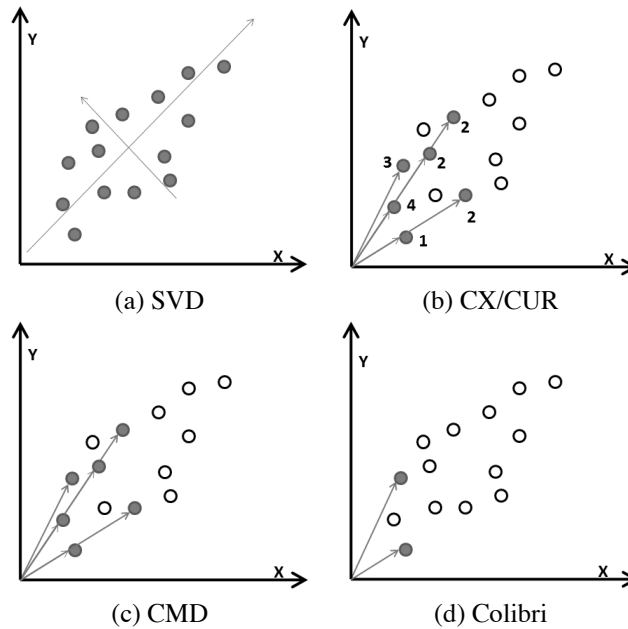 Y
X
(a) SVD
Y
2
2
3
4
2
1
X
(b) CX/CUR
Y
X
(c) CMD
Y
X
(d) Colibri